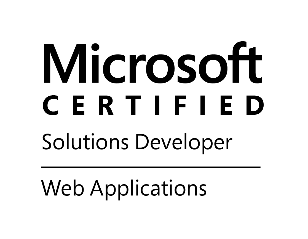 Microsoft
CERTIFIED
Solutions Developer
Web Applications